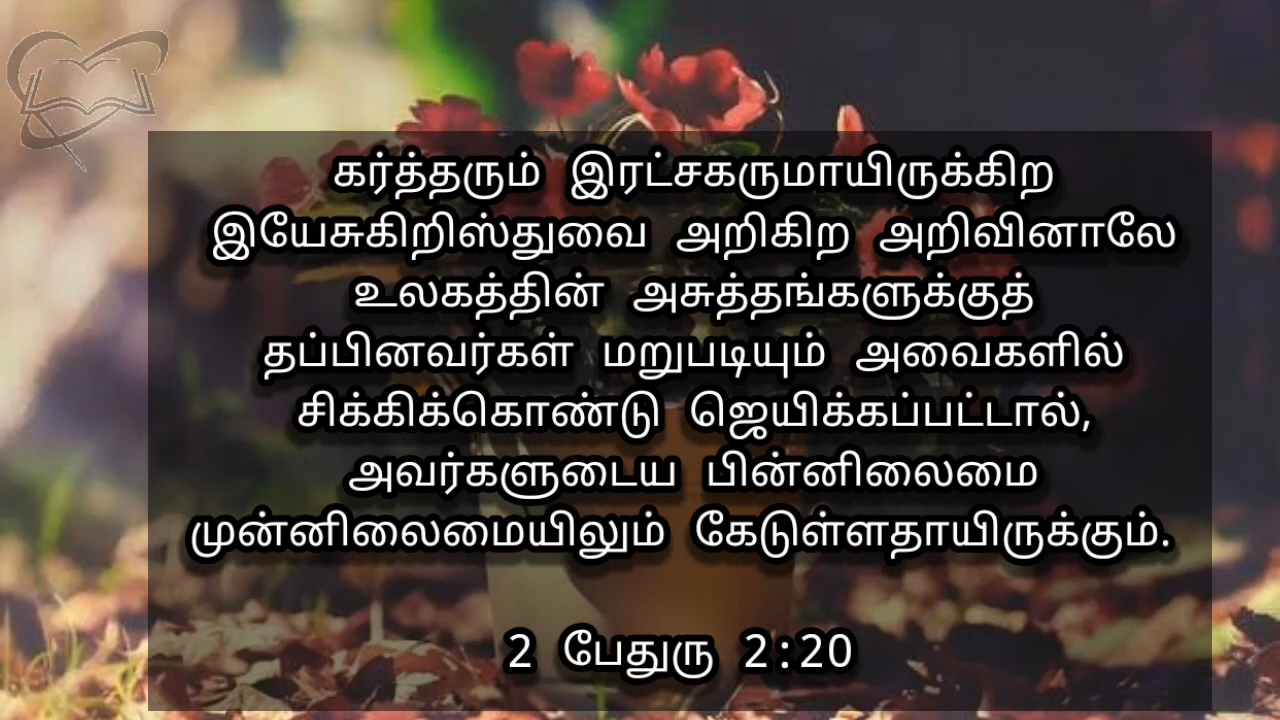 கர்த்தரும் இரட்சகருமாயிருக்கிற
இயேசுகிறிஸ்துவை அறிகிற அறிவினாலே
உலகத்தின் அசுத்தங்களுக்குத்
தப்பினவர்கள் மறுபடியும் அவைகளில்
சிக்கிக்கொண்டு ஜெயிக்கப்பட்டால்,
அவர்களுடைய பின்னிலைமை
முன்னிலைமையிலும் கேடுள்ளதாயிருக்கும்.
2 பேதுரு 2:20